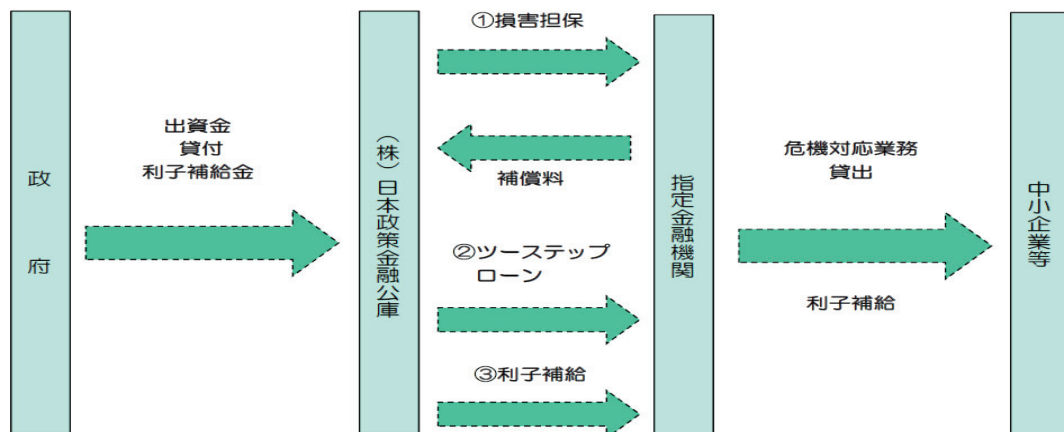 政府
出資金
貸付
利子補給金
(株)日本政策金融公庫
①損害担保
補償料
②ツーステップ
ローン
③利子補給
指定金融機関
危機対応業務
貸出
利子補給
中小企業等